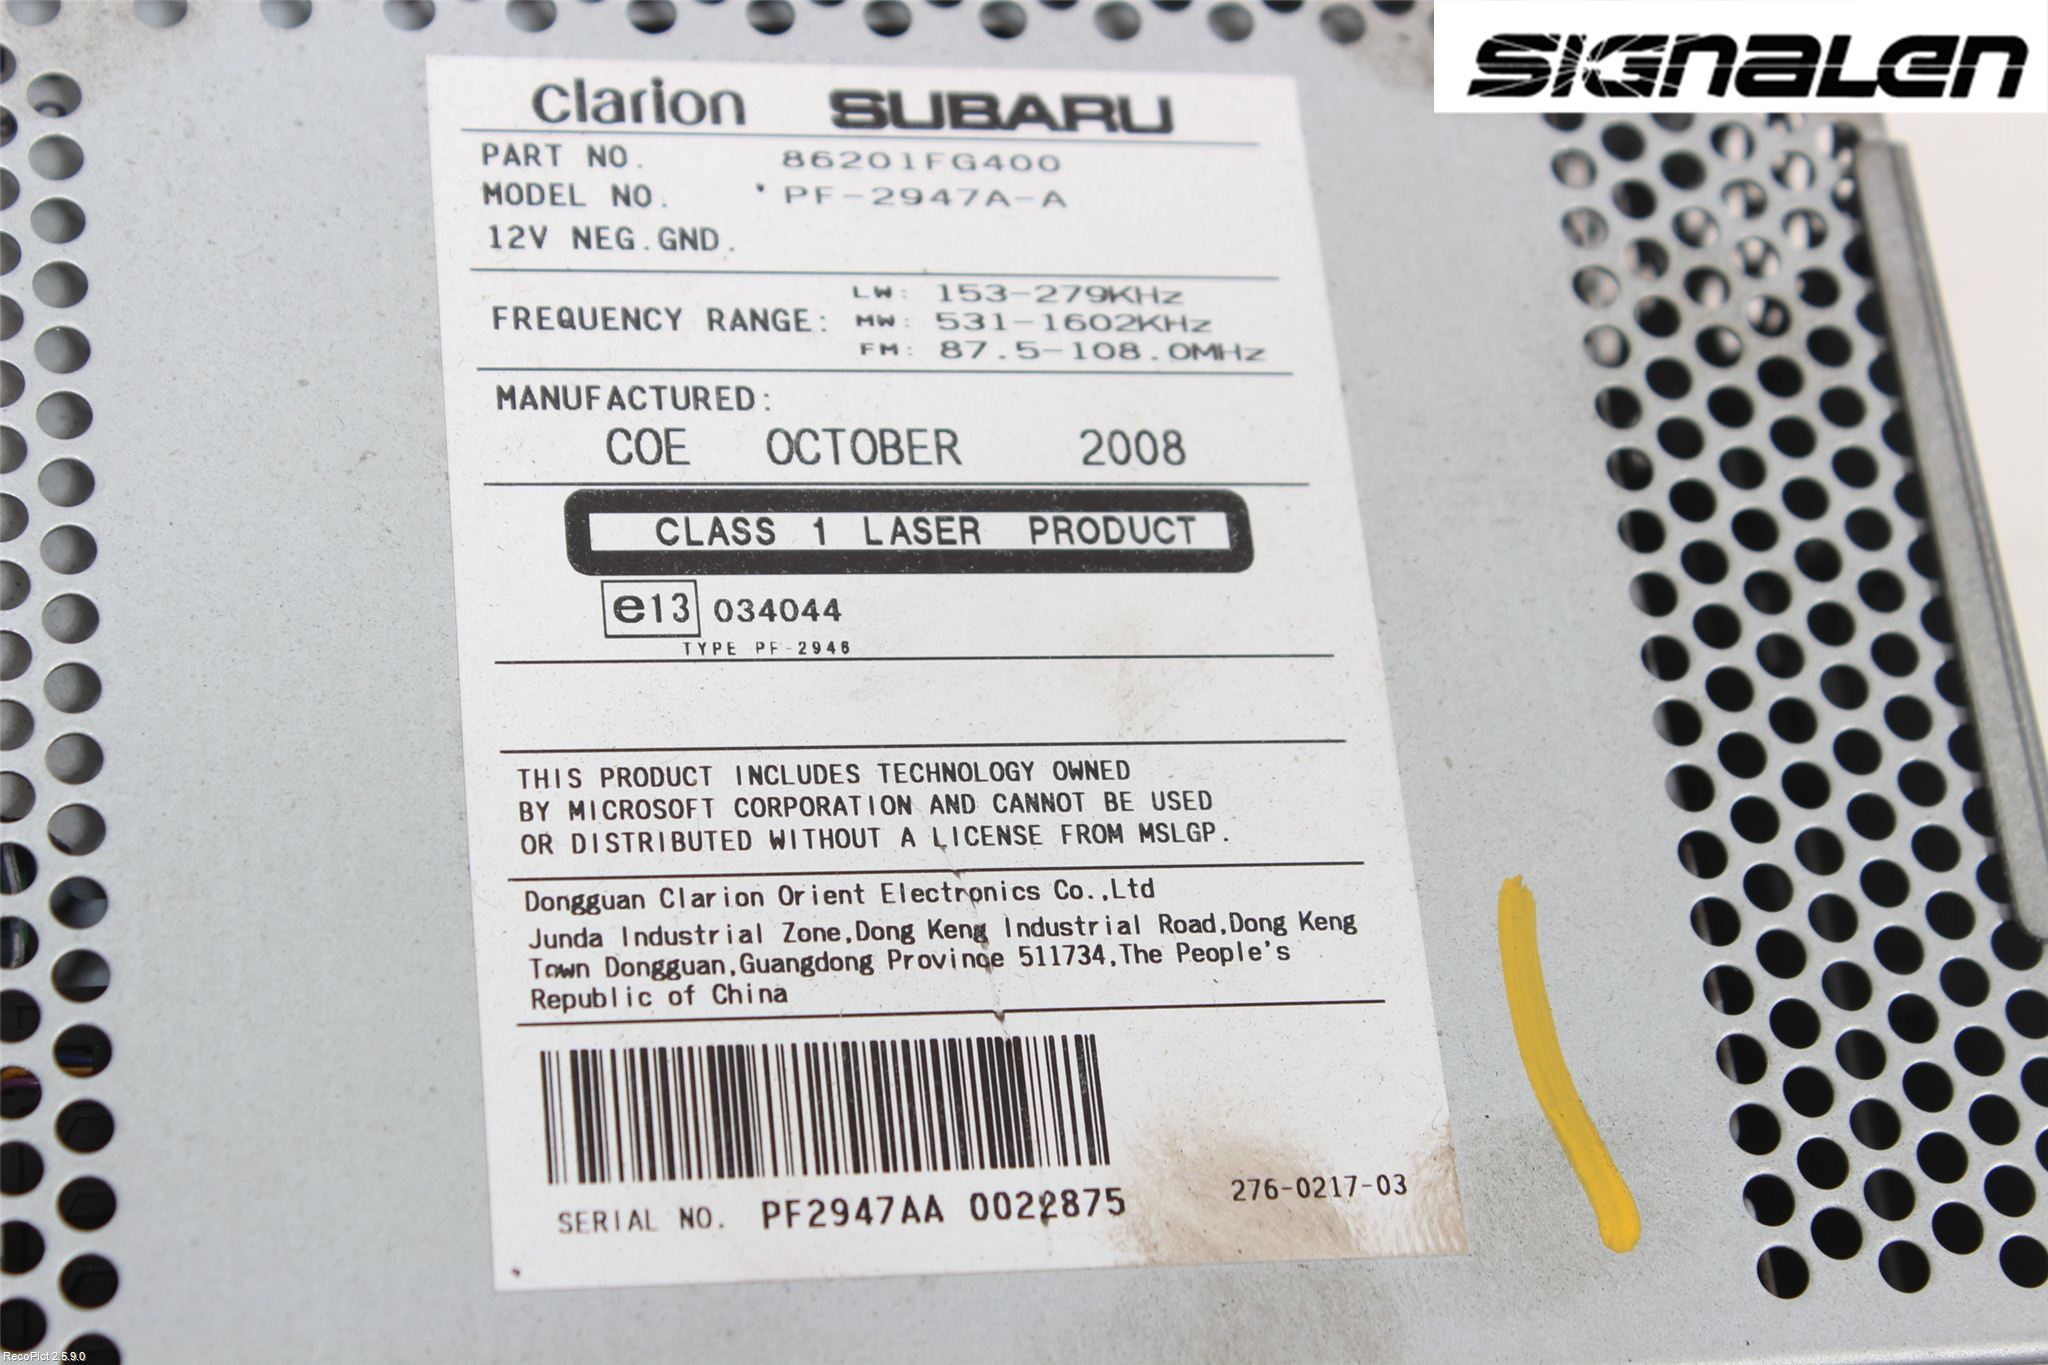 SIGNALEN
clarion SUBARU
PART NO. 86201FG400
MODEL NO. PF-2947A-A
12V NEG.GND.
FREQUENCY RANGE: LW: 153-279KHz
MW: 531-1602KHz
FM: 87.5-108.0MHz
MANUFACTURED:
COE OCTOBER 2008
CLASS 1 LASER PRODUCT
e13 034044
TYPE PF-2946
THIS PRODUCT INCLUDES TECHNOLOGY OWNED
BY MICROSOFT CORPORATION AND CANNOT BE USED
OR DISTRIBUTED WITHOUT A LICENSE FROM MSLGP.
Dongguan Clarion Orient Electronics Co.,Ltd
Junda Industrial Zone,Dong Keng Industrial Road,Dong Keng
Town Dongguan,Guangdong Province 511734,The People's
Republic of China
SERIAL NO. PF2947AA 0022875
276-0217-03
RecoPict 2.5.9.0